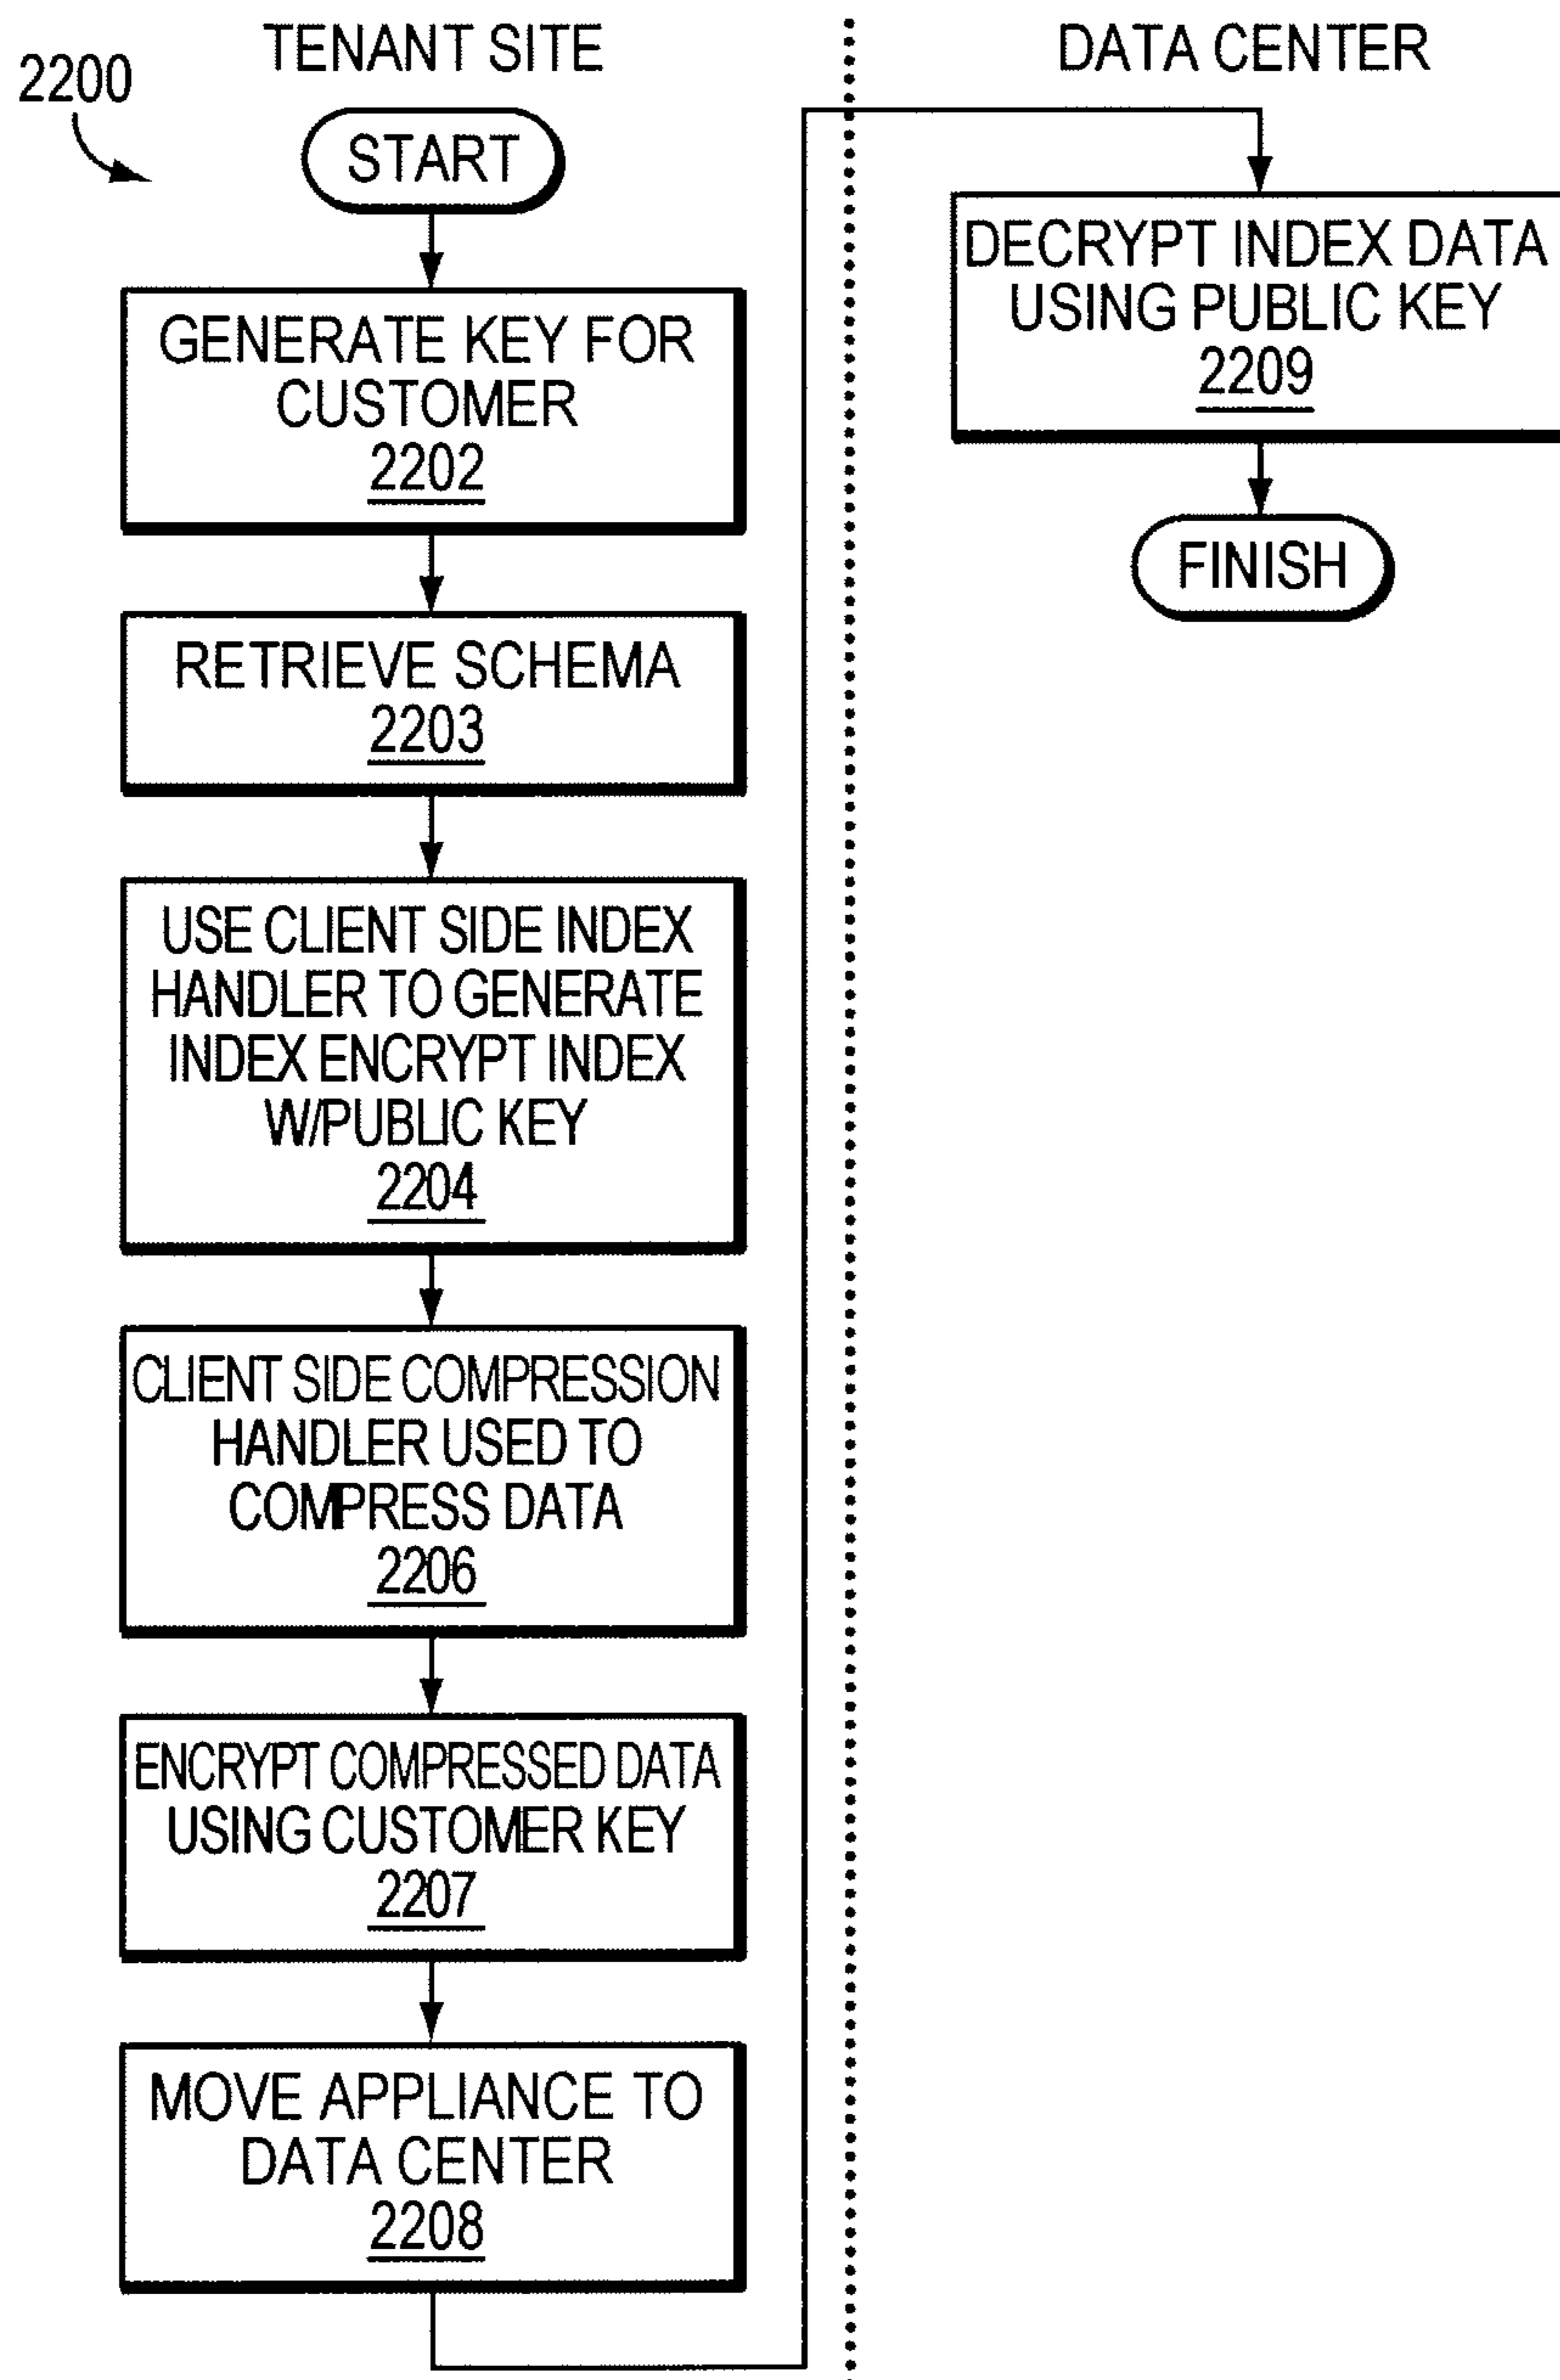 2200
TENANT SITE
START
GENERATE KEY FOR
CUSTOMER
2202
RETRIEVE SCHEMA
2203
USE CLIENT SIDE INDEX
HANDLER TO GENERATE
INDEX ENCRYPT INDEX
W/PUBLIC KEY
2204
CLIENT SIDE COMPRESSION
HANDLER USED TO
COMPRESS DATA
2206
ENCRYPT COMPRESSED DATA
USING CUSTOMER KEY
2207
MOVE APPLIANCE TO
DATA CENTER
2208
DATA CENTER
DECRYPT INDEX DATA
USING PUBLIC KEY
2209
FINISH